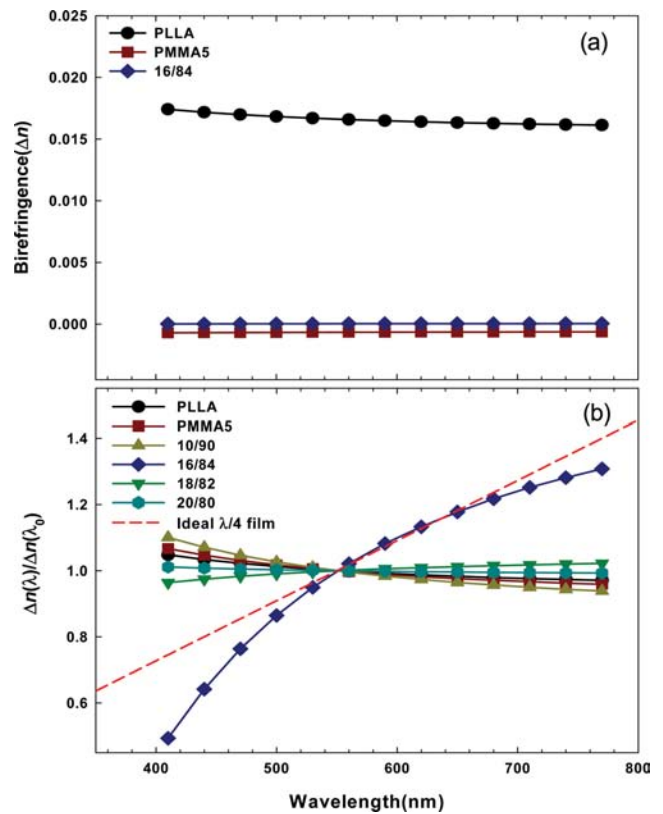 0.025
0.020
0.015
0.010
0.005
0.000
Birefringence(Δn)
PLLA
PMMA5
16/84
(a)
1.4
1.2
1.0
0.8
0.6
Δn(λ)/Δn(λ₀)
PLLA
PMMA5
10/90
16/84
18/82
20/80
Ideal λ/4 film
(b)
400 500 600 700 800
Wavelength(nm)